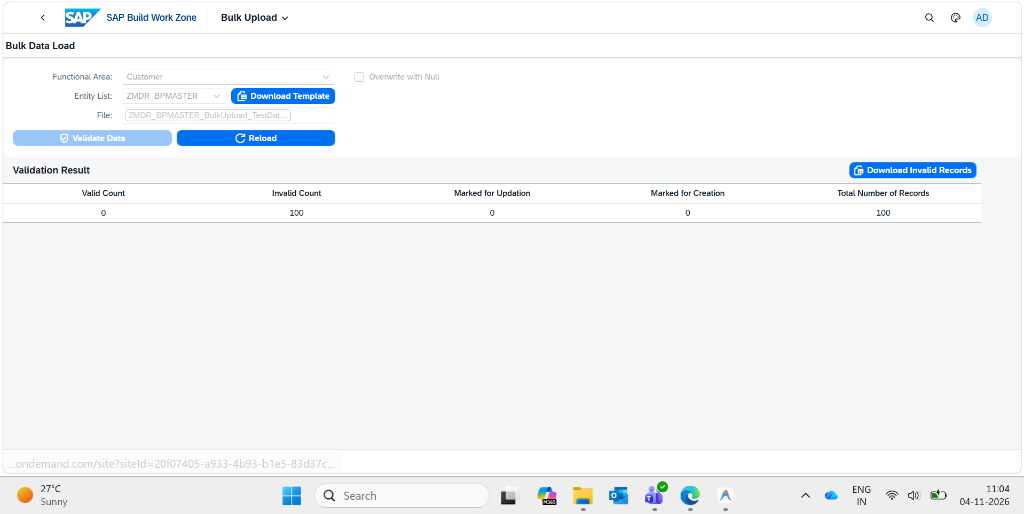 SAP SAP Build Work Zone Bulk Upload AD
Bulk Data Load
Functional Area: Customer Overwrite with Null
Entity List: ZMDR_BPMASTER Download Template
File: ZMDR_BPMASTER_BulkUpload_TestDat...
Validate Data Reload
Validation Result Download Invalid Records
Valid Count Invalid Count Marked for Updation Marked for Creation Total Number of Records
0 100 0 0 100
...ondemand.com/site?siteId=20f07405-a933-4b93-b1e5-83d37c...
27°C Search ENG 11:04
Sunny IN 04-11-2026